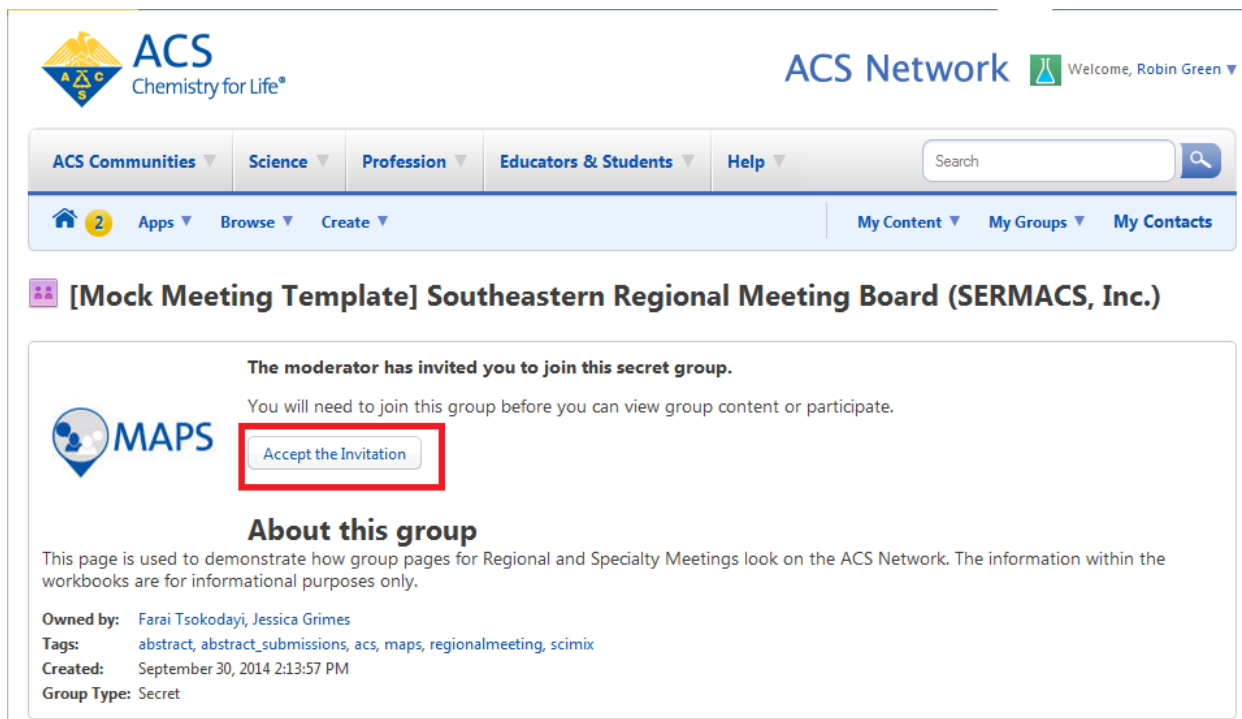 ACS
Chemistry for Life®
A C S
ACS Network Welcome, Robin Green
ACS Communities Science Profession Educators & Students Help Search
2 Apps Browse Create My Content My Groups My Contacts
[Mock Meeting Template] Southeastern Regional Meeting Board (SERMACS, Inc.)
The moderator has invited you to join this secret group.
You will need to join this group before you can view group content or participate.
MAPS
Accept the Invitation
About this group
This page is used to demonstrate how group pages for Regional and Specialty Meetings look on the ACS Network. The information within the
workbooks are for informational purposes only.
Owned by: Farai Tsokodayi, Jessica Grimes
Tags: abstract, abstract_submissions, acs, maps, regionalmeeting, scimix
Created: September 30, 2014 2:13:57 PM
Group Type: Secret